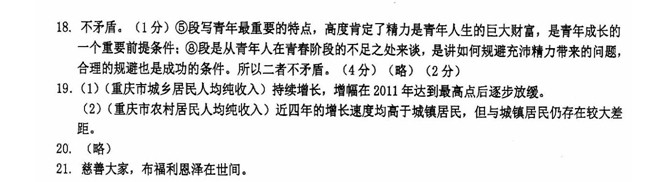 18. 不矛盾。（1分）⑤段写青年最重要的特点，高度肯定了精力是青年人生的巨大财富，是青年成长的
一个重要前提条件；⑧段是从青年人在青春阶段的不足之处来谈，是讲如何规避充沛精力带来的问题，
合理的规避也是成功的条件。所以二者不矛盾。（4分）（略）（2分）
19.（1）（重庆市城乡居民人均纯收入）持续增长，增幅在2011年达到最高点后逐步放缓。
（2）（重庆市农村居民人均纯收入）近四年的增长速度均高于城镇居民，但与城镇居民仍存在较大差
距。
20.（略）
21. 慈善大家，布福利恩泽在世间。